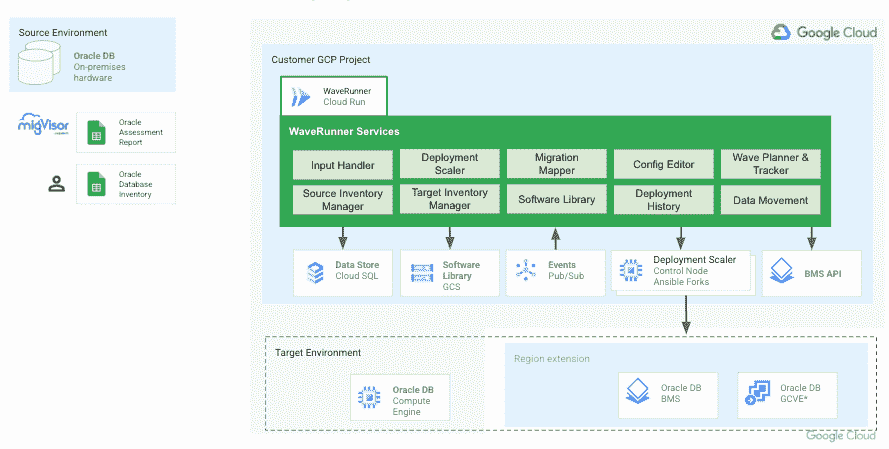 Source Environment
Oracle DB
On-premises
hardware
migVisor
Oracle
Assessment
Report
Oracle
Database
Inventory
Google Cloud
Customer GCP Project
WaveRunner
Cloud Run
WaveRunner Services
Input Handler
Deployment
Scaler
Migration
Mapper
Config Editor
Wave Planner &
Tracker
Source Inventory
Manager
Target Inventory
Manager
Software Library
Deployment
History
Data Movement
Data Store
Cloud SQL
Software
Library
GCS
Events
Pub/Sub
Deployment Scaler
Control Node
Ansible Forks
BMS API
Target Environment
Oracle DB
Compute
Engine
Region extension
Oracle DB
BMS
Oracle DB
GCVE*
Google Cloud